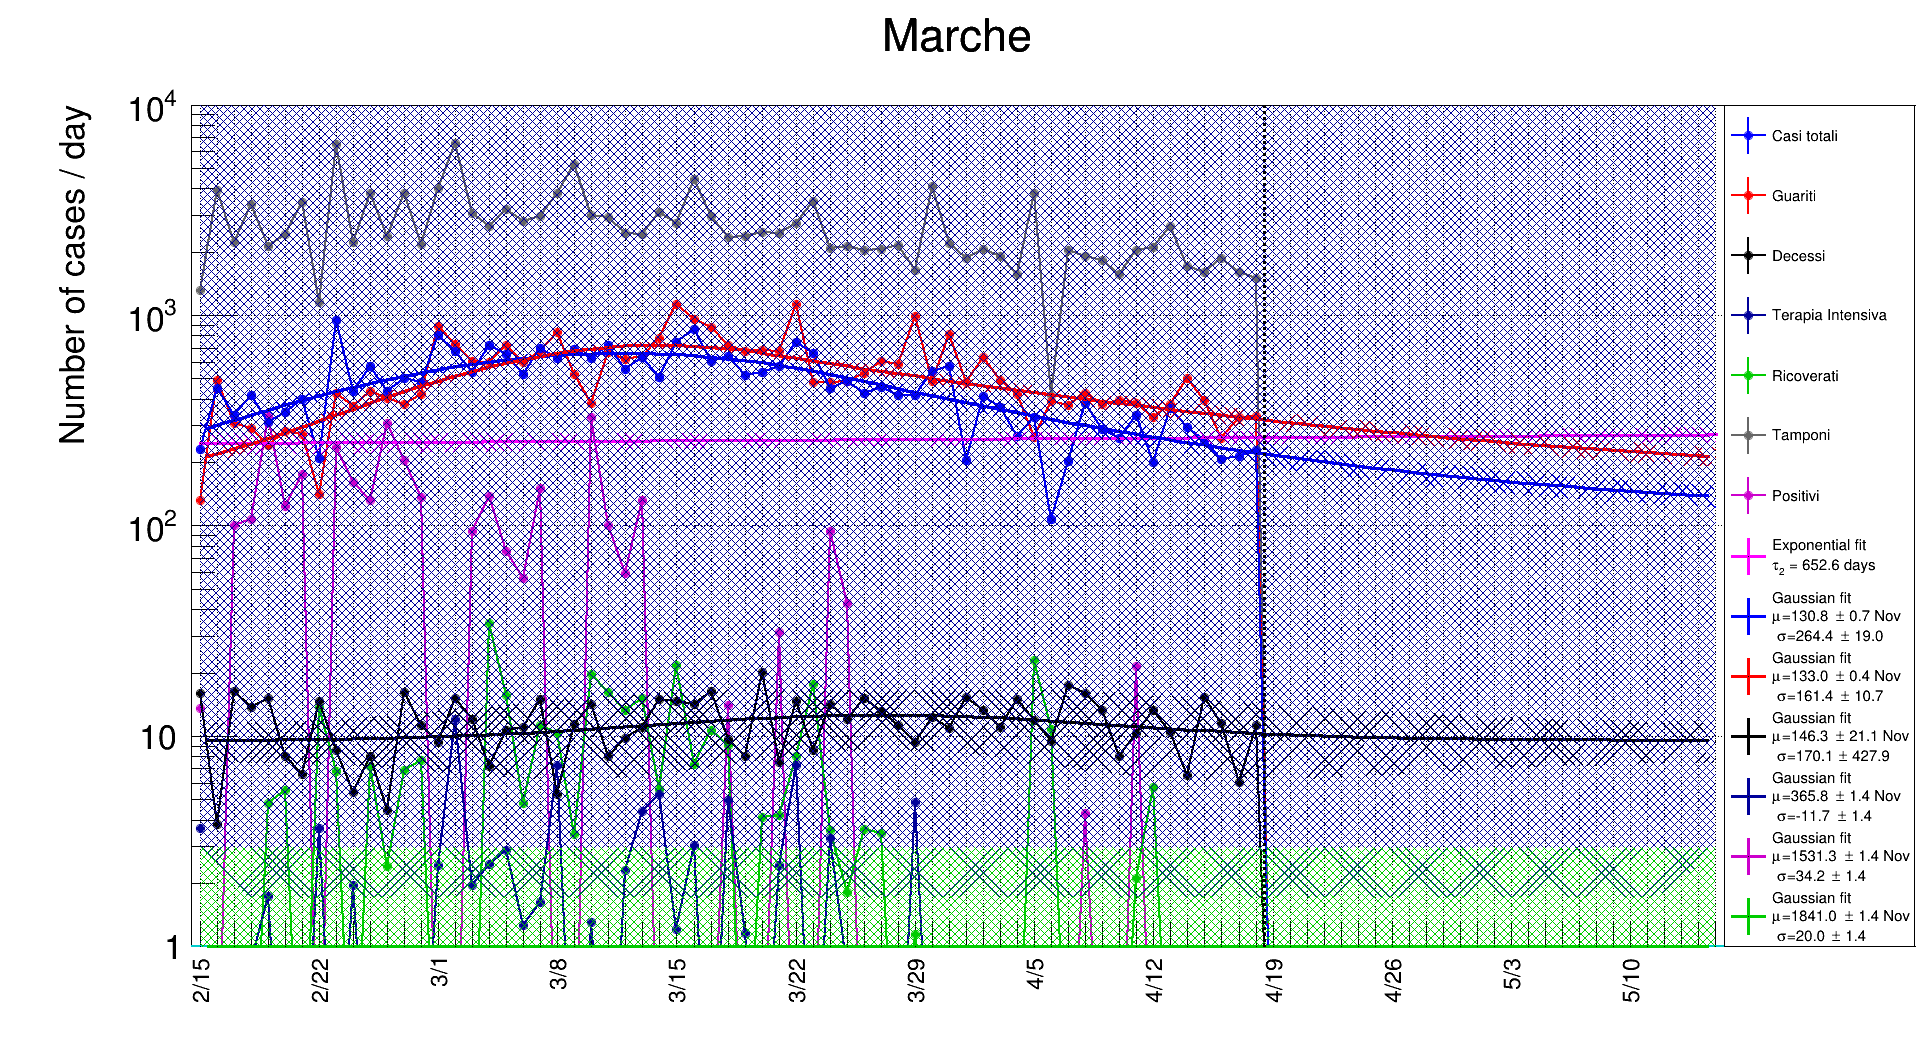 Marche
Number of cases / day
10^4
10^3
10^2
10
1
2/15
2/22
3/1
3/8
3/15
3/22
3/29
4/5
4/12
4/19
4/26
5/3
5/10
Casi totali
Guariti
Decessi
Terapia Intensiva
Ricoverati
Tamponi
Positivi
Exponential fit
τ₂ = 652.6 days
Gaussian fit
μ=130.8 ± 0.7 Nov
σ=264.4 ± 19.0
Gaussian fit
μ=133.0 ± 0.4 Nov
σ=161.4 ± 10.7
Gaussian fit
μ=146.3 ± 21.1 Nov
σ=170.1 ± 427.9
Gaussian fit
μ=365.8 ± 1.4 Nov
σ=-11.7 ± 1.4
Gaussian fit
μ=1531.3 ± 1.4 Nov
σ=34.2 ± 1.4
Gaussian fit
μ=1841.0 ± 1.4 Nov
σ=20.0 ± 1.4